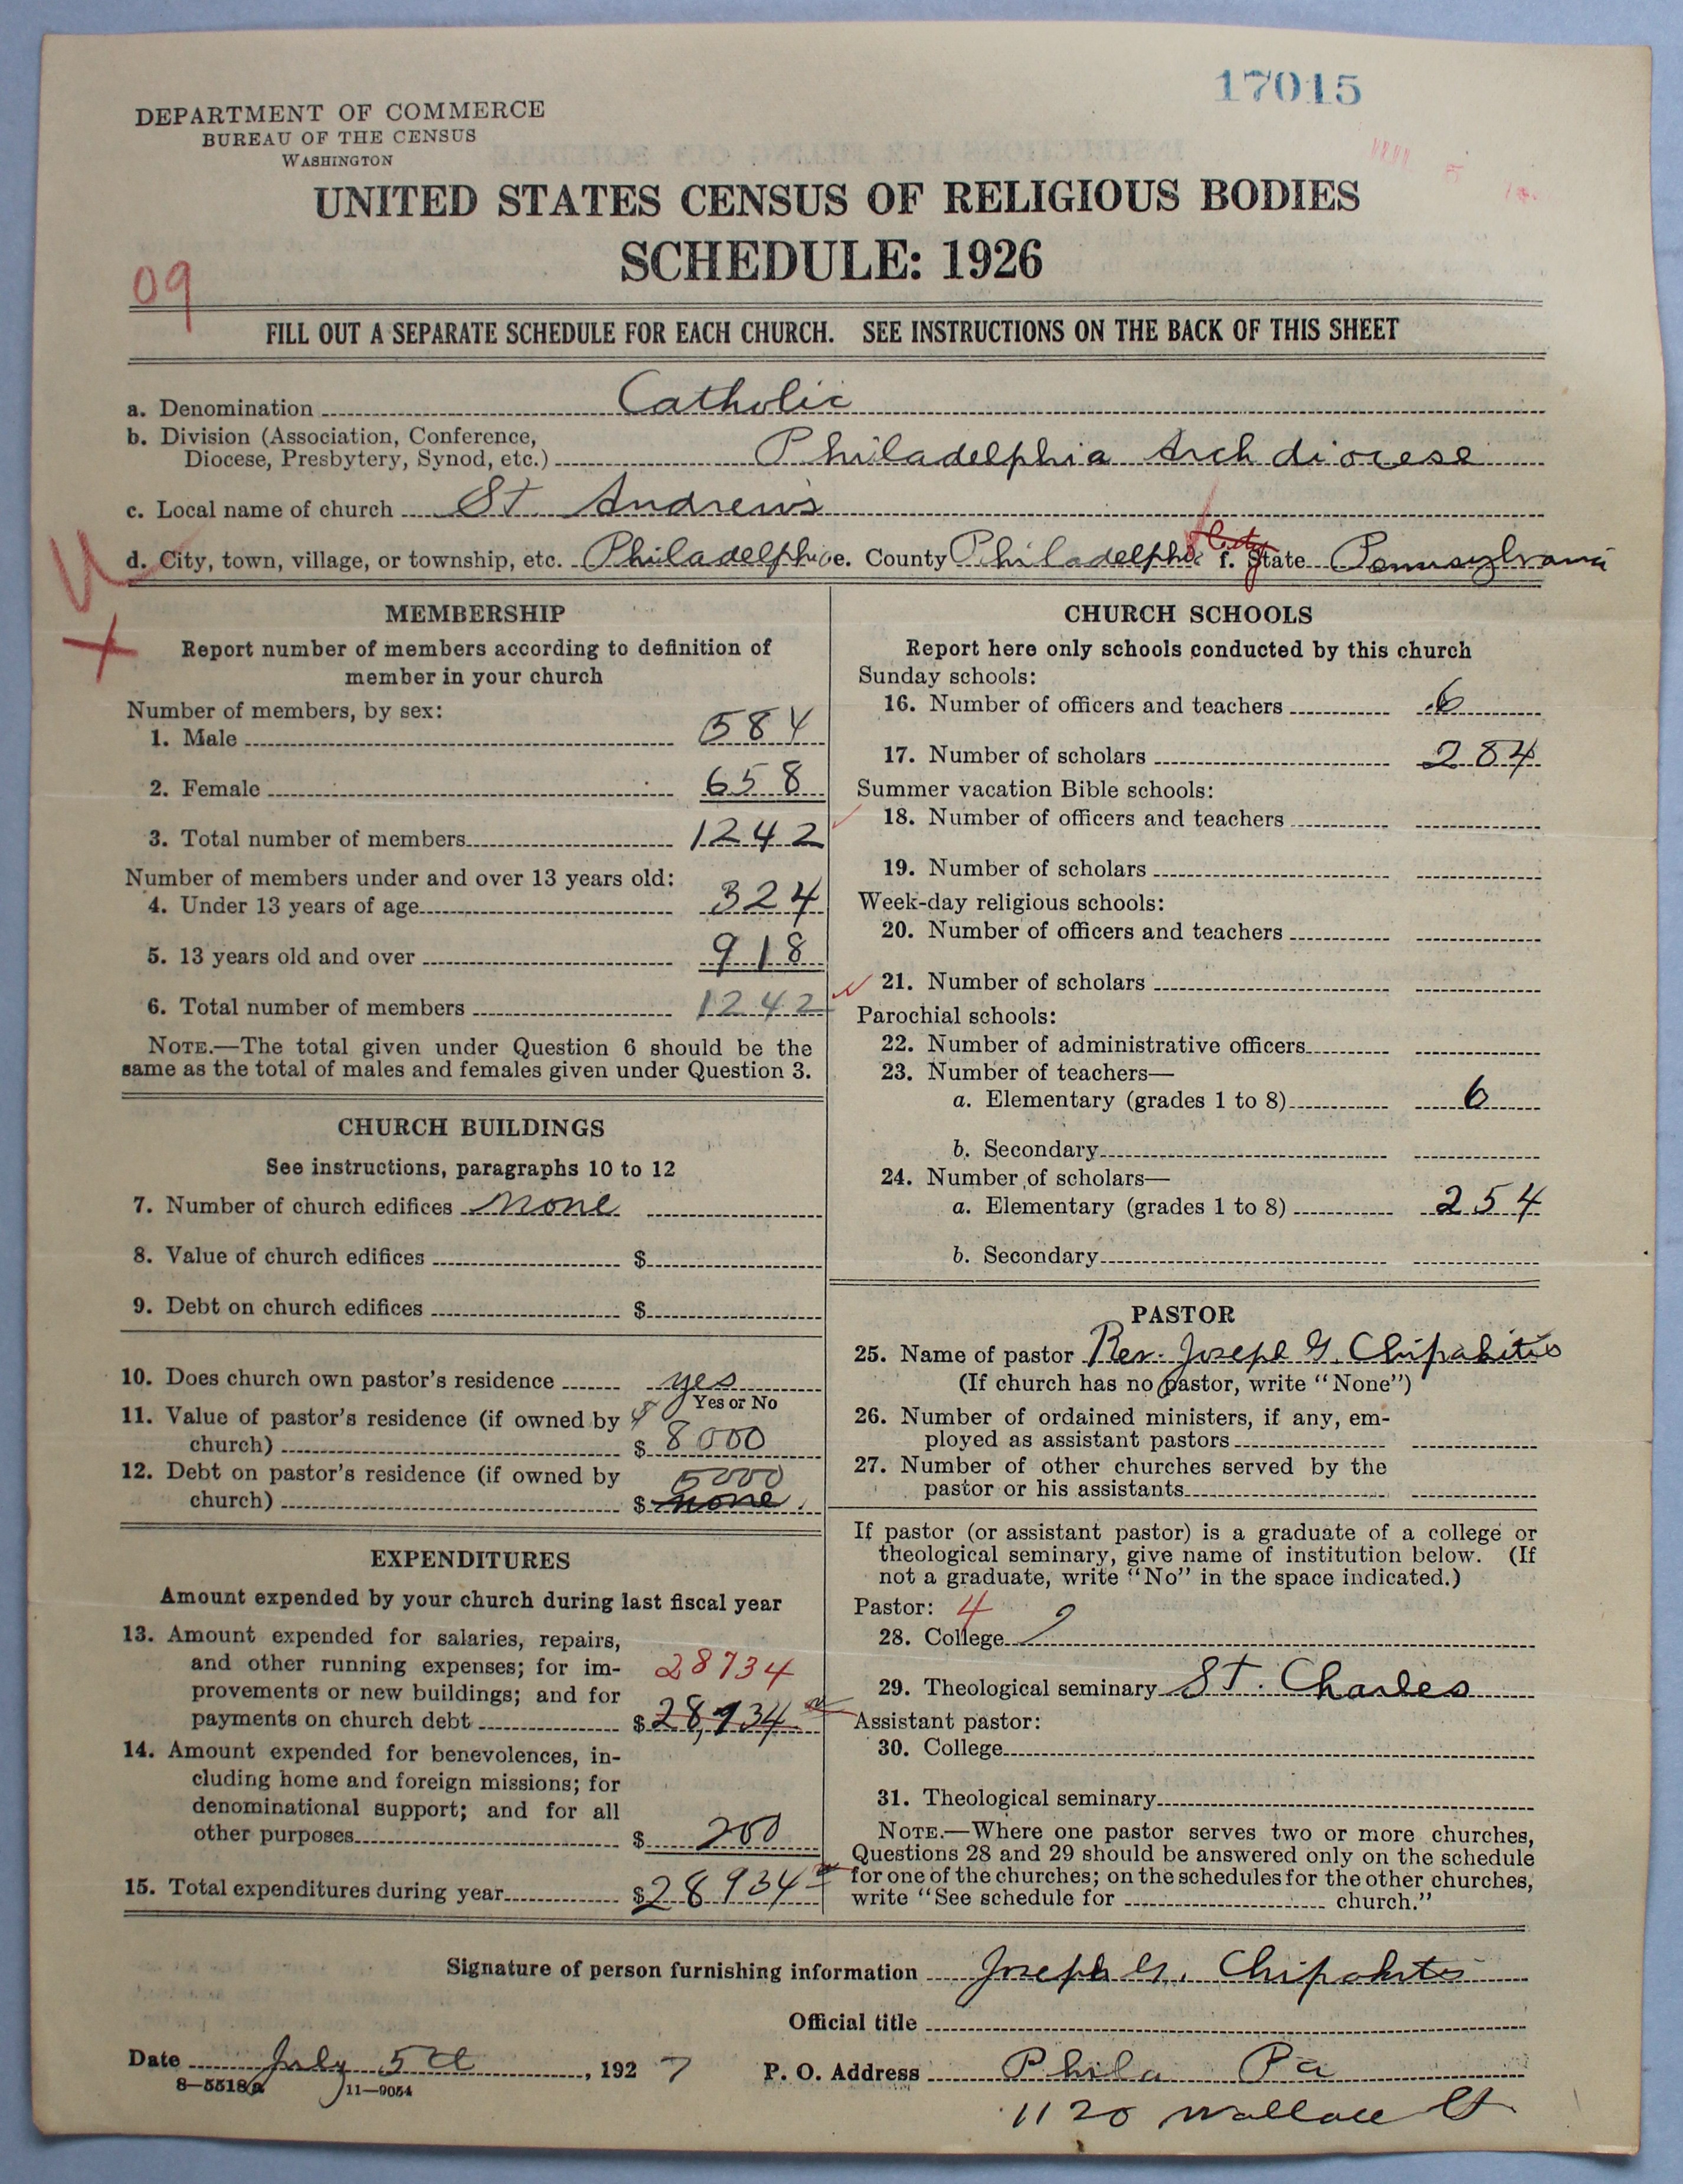 17015
DEPARTMENT OF COMMERCE
BUREAU OF THE CENSUS
WASHINGTON
UNITED STATES CENSUS OF RELIGIOUS BODIES
SCHEDULE: 1926
09
FILL OUT A SEPARATE SCHEDULE FOR EACH CHURCH. SEE INSTRUCTIONS ON THE BACK OF THIS SHEET
a. Denomination Catholic
b. Division (Association, Conference,
Diocese, Presbytery, Synod, etc.) Philadelphia Archdiocese
c. Local name of church St. Andrew's
d. City, town, village, or township, etc. Philadelphia e. County Philadelphia f. State Pennsylvania
MEMBERSHIP
Report number of members according to definition of
member in your church
Number of members, by sex:
1. Male 584
2. Female 658
3. Total number of members 1242
Number of members under and over 13 years old:
4. Under 13 years of age 324
5. 13 years old and over 918
6. Total number of members 1242
NOTE.—The total given under Question 6 should be the
same as the total of males and females given under Question 3.
CHURCH BUILDINGS
See instructions, paragraphs 10 to 12
7. Number of church edifices none
8. Value of church edifices $
9. Debt on church edifices $
10. Does church own pastor's residence yes
Yes or No
11. Value of pastor's residence (if owned by
church) $ 8000
12. Debt on pastor's residence (if owned by 5000
church) $ none
EXPENDITURES
Amount expended by your church during last fiscal year
13. Amount expended for salaries, repairs,
and other running expenses; for im- 28734
provements or new buildings; and for
payments on church debt $ 28,934
14. Amount expended for benevolences, in-
cluding home and foreign missions; for
denominational support; and for all
other purposes $ 200
15. Total expenditures during year $ 28934
CHURCH SCHOOLS
Report here only schools conducted by this church
Sunday schools:
16. Number of officers and teachers 6
17. Number of scholars 284
Summer vacation Bible schools:
18. Number of officers and teachers
19. Number of scholars
Week-day religious schools:
20. Number of officers and teachers
21. Number of scholars
Parochial schools:
22. Number of administrative officers
23. Number of teachers—
a. Elementary (grades 1 to 8) 6
b. Secondary
24. Number of scholars—
a. Elementary (grades 1 to 8) 254
b. Secondary
PASTOR
25. Name of pastor Rev. Joseph G.
(If church has no pastor, write "None")
26. Number of ordained ministers, if any, em-
ployed as assistant pastors
27. Number of other churches served by the
pastor or his assistants
If pastor (or assistant pastor) is a graduate of a college or
theological seminary, give name of institution below. (If
not a graduate, write "No" in the space indicated.)
Pastor: 4
28. College
29. Theological seminary St. Charles
Assistant pastor:
30. College
31. Theological seminary
NOTE.—Where one pastor serves two or more churches,
Questions 28 and 29 should be answered only on the schedule
for one of the churches; on the schedules for the other churches,
write "See schedule for church."
Signature of person furnishing information Joseph G.
Official title
Date July 5th, 1927 P. O. Address Phila Pa
8—5518a 11—9054
1120 Wallace St